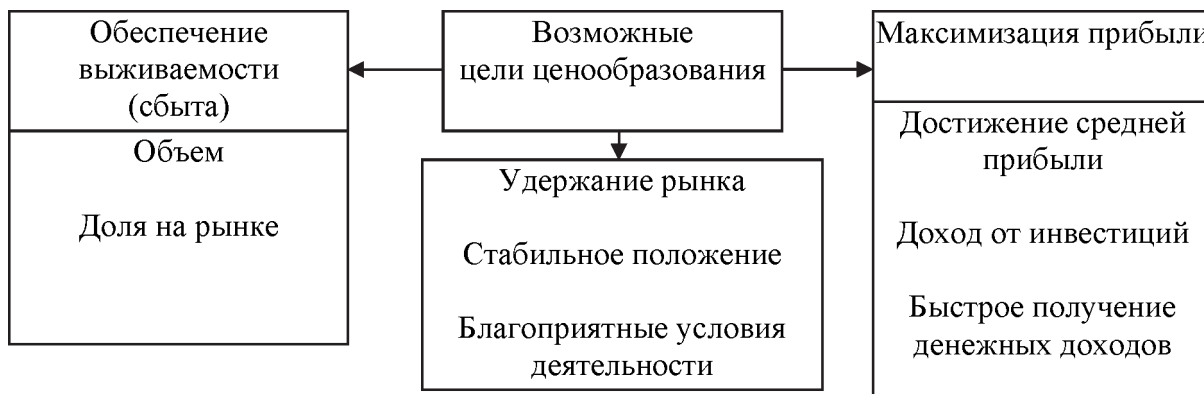 Обеспечение
выживаемости
(сбыта)
Объем
Доля на рынке
Возможные
цели ценообразования
Удержание рынка
Стабильное положение
Благоприятные условия
деятельности
Максимизация прибыли
Достижение средней
прибыли
Доход от инвестиций
Быстрое получение
денежных доходов